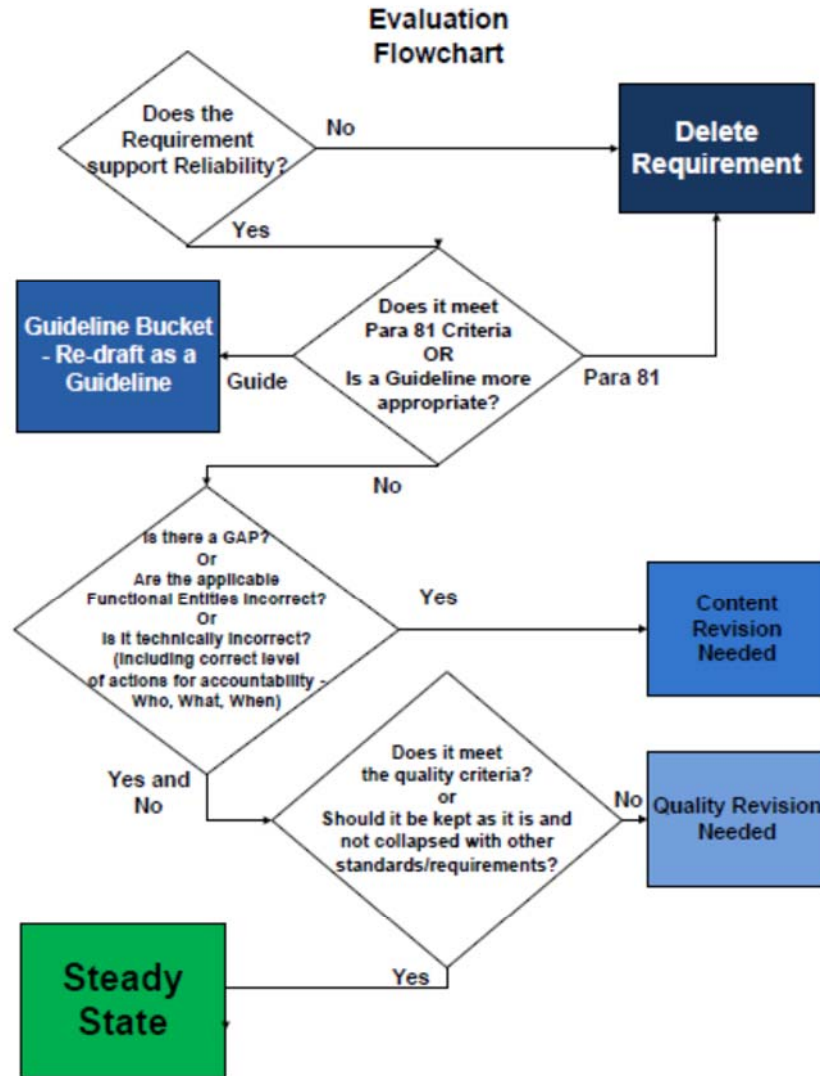 Evaluation
Flowchart
Does the
Requirement
support Reliability?
No
Delete
Requirement
Yes
Does it meet
Para 81 Criteria
OR
Is a Guideline more
appropriate?
Guideline Bucket
- Re-draft as a
Guideline
Guide
Para 81
No
Is there a GAP?
Or
Are the applicable
Functional Entities Incorrect?
Or
Is it technically incorrect?
(Including correct level
of actions for accountability -
Who, What, When)
Yes
Content
Revision
Needed
Yes and
No
Does it meet
the quality criteria?
or
Should it be kept as it is and
not collapsed with other
standards/requirements?
No
Quality Revision
Needed
Yes
Steady
State